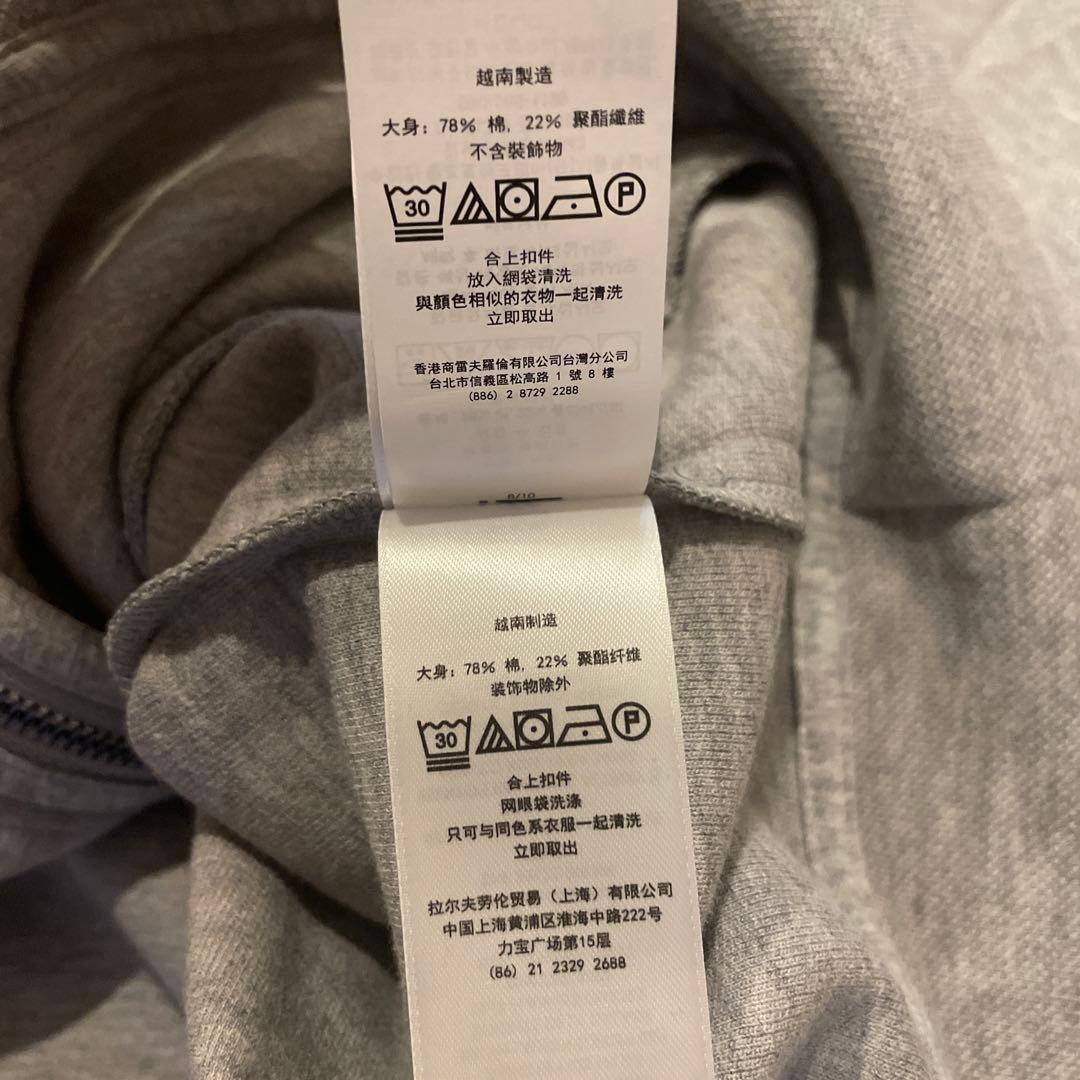 越南製造
大身: 78% 棉, 22% 聚酯纖維
不含裝飾物
30 P
合上扣件
放入網袋清洗
與顏色相似的衣物一起清洗
立即取出
香港商雷夫羅倫有限公司台灣分公司
台北市信義區松高路 1 號 8 樓
(886) 2 8729 2288
8/10
越南制造
大身: 78% 棉, 22% 聚酯纤维
装饰物除外
30 P
合上扣件
网眼袋洗涤
只可与同色系衣服一起清洗
立即取出
拉尔夫劳伦贸易（上海）有限公司
中国上海黄浦区淮海中路222号
力宝广场第15层
(86) 21 2329 2688